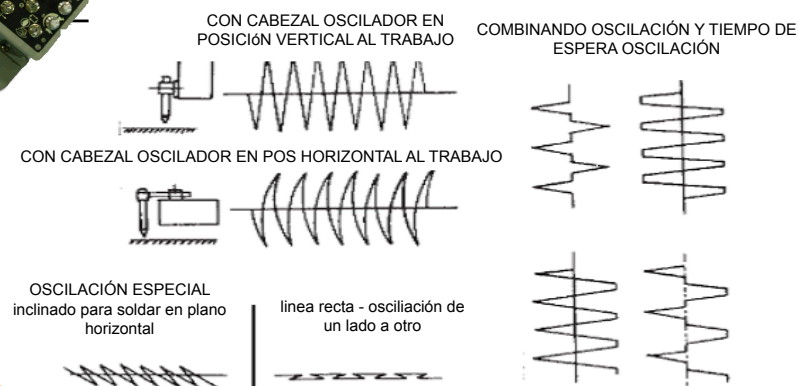 CON CABEZAL OSCILADOR EN
POSICIóN VERTICAL AL TRABAJO
COMBINANDO OSCILACIÓN Y TIEMPO DE
ESPERA OSCILACIÓN
CON CABEZAL OSCILADOR EN POS HORIZONTAL AL TRABAJO
OSCILACIÓN ESPECIAL
inclinado para soldar en plano
horizontal
linea recta - osciliación de
un lado a otro